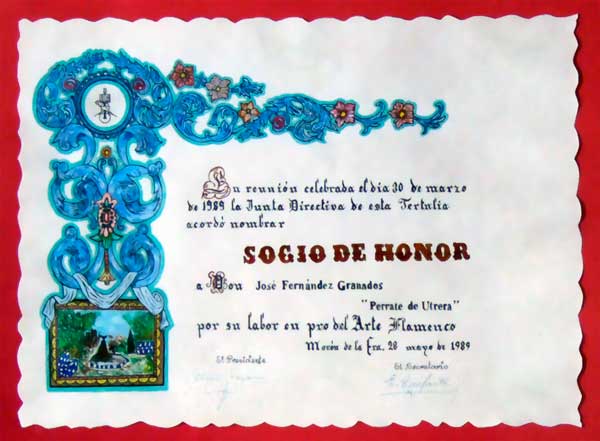 En reunión celebrada el dia 30 de marzo
de 1989 la Junta Directiva de esta Tertulia
acordó nombrar
SOCIO DE HONOR
a Don José Fernández Granados
"Perrate de Utrera"
por su labor en pro del Arte Flamenco
Morón de la Fra. 28 mayo de 1989
El Presidente
El Secretario